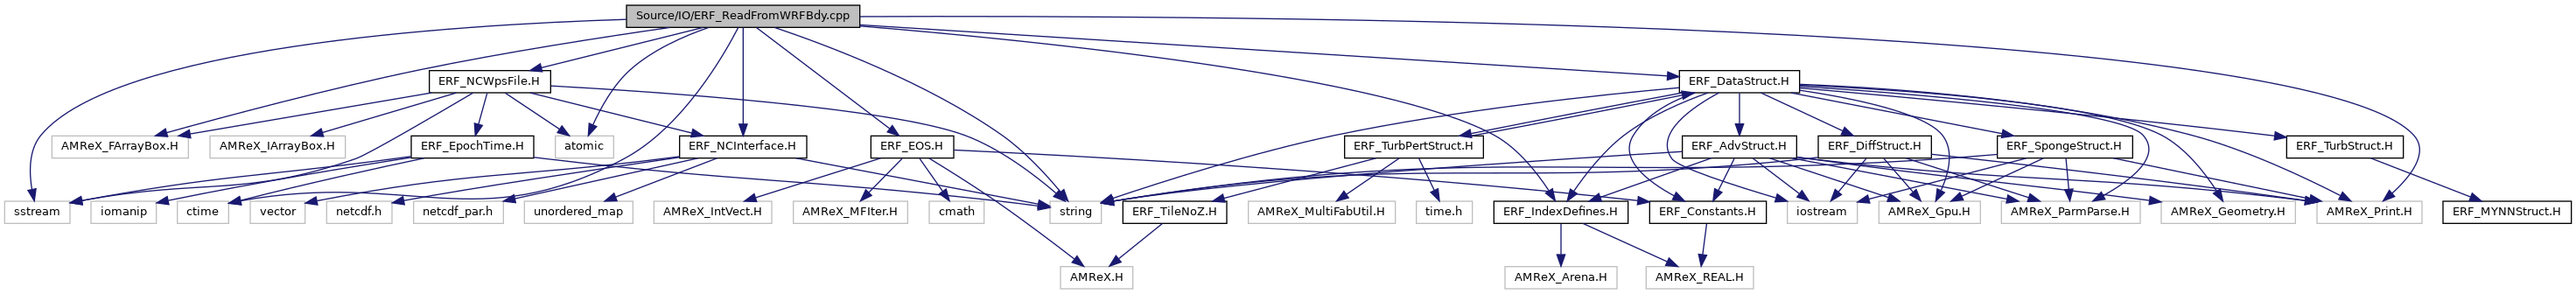 Source/IO/ERF_ReadFromWRFBdy.cpp
ERF_NCWpsFile.H
ERF_DataStruct.H
AMReX_FArrayBox.H
AMReX_IArrayBox.H
ERF_EpochTime.H
atomic
ERF_NCInterface.H
ERF_EOS.H
ERF_TurbPertStruct.H
ERF_AdvStruct.H
ERF_DiffStruct.H
ERF_SpongeStruct.H
ERF_TurbStruct.H
sstream
iomanip
ctime
vector
netcdf.h
netcdf_par.h
unordered_map
AMReX_IntVect.H
AMReX_MFIter.H
cmath
string
ERF_TileNoZ.H
AMReX_MultiFabUtil.H
time.h
ERF_IndexDefines.H
ERF_Constants.H
iostream
AMReX_Gpu.H
AMReX_ParmParse.H
AMReX_Geometry.H
AMReX_Print.H
ERF_MYNNStruct.H
AMReX.H
AMReX_Arena.H
AMReX_REAL.H